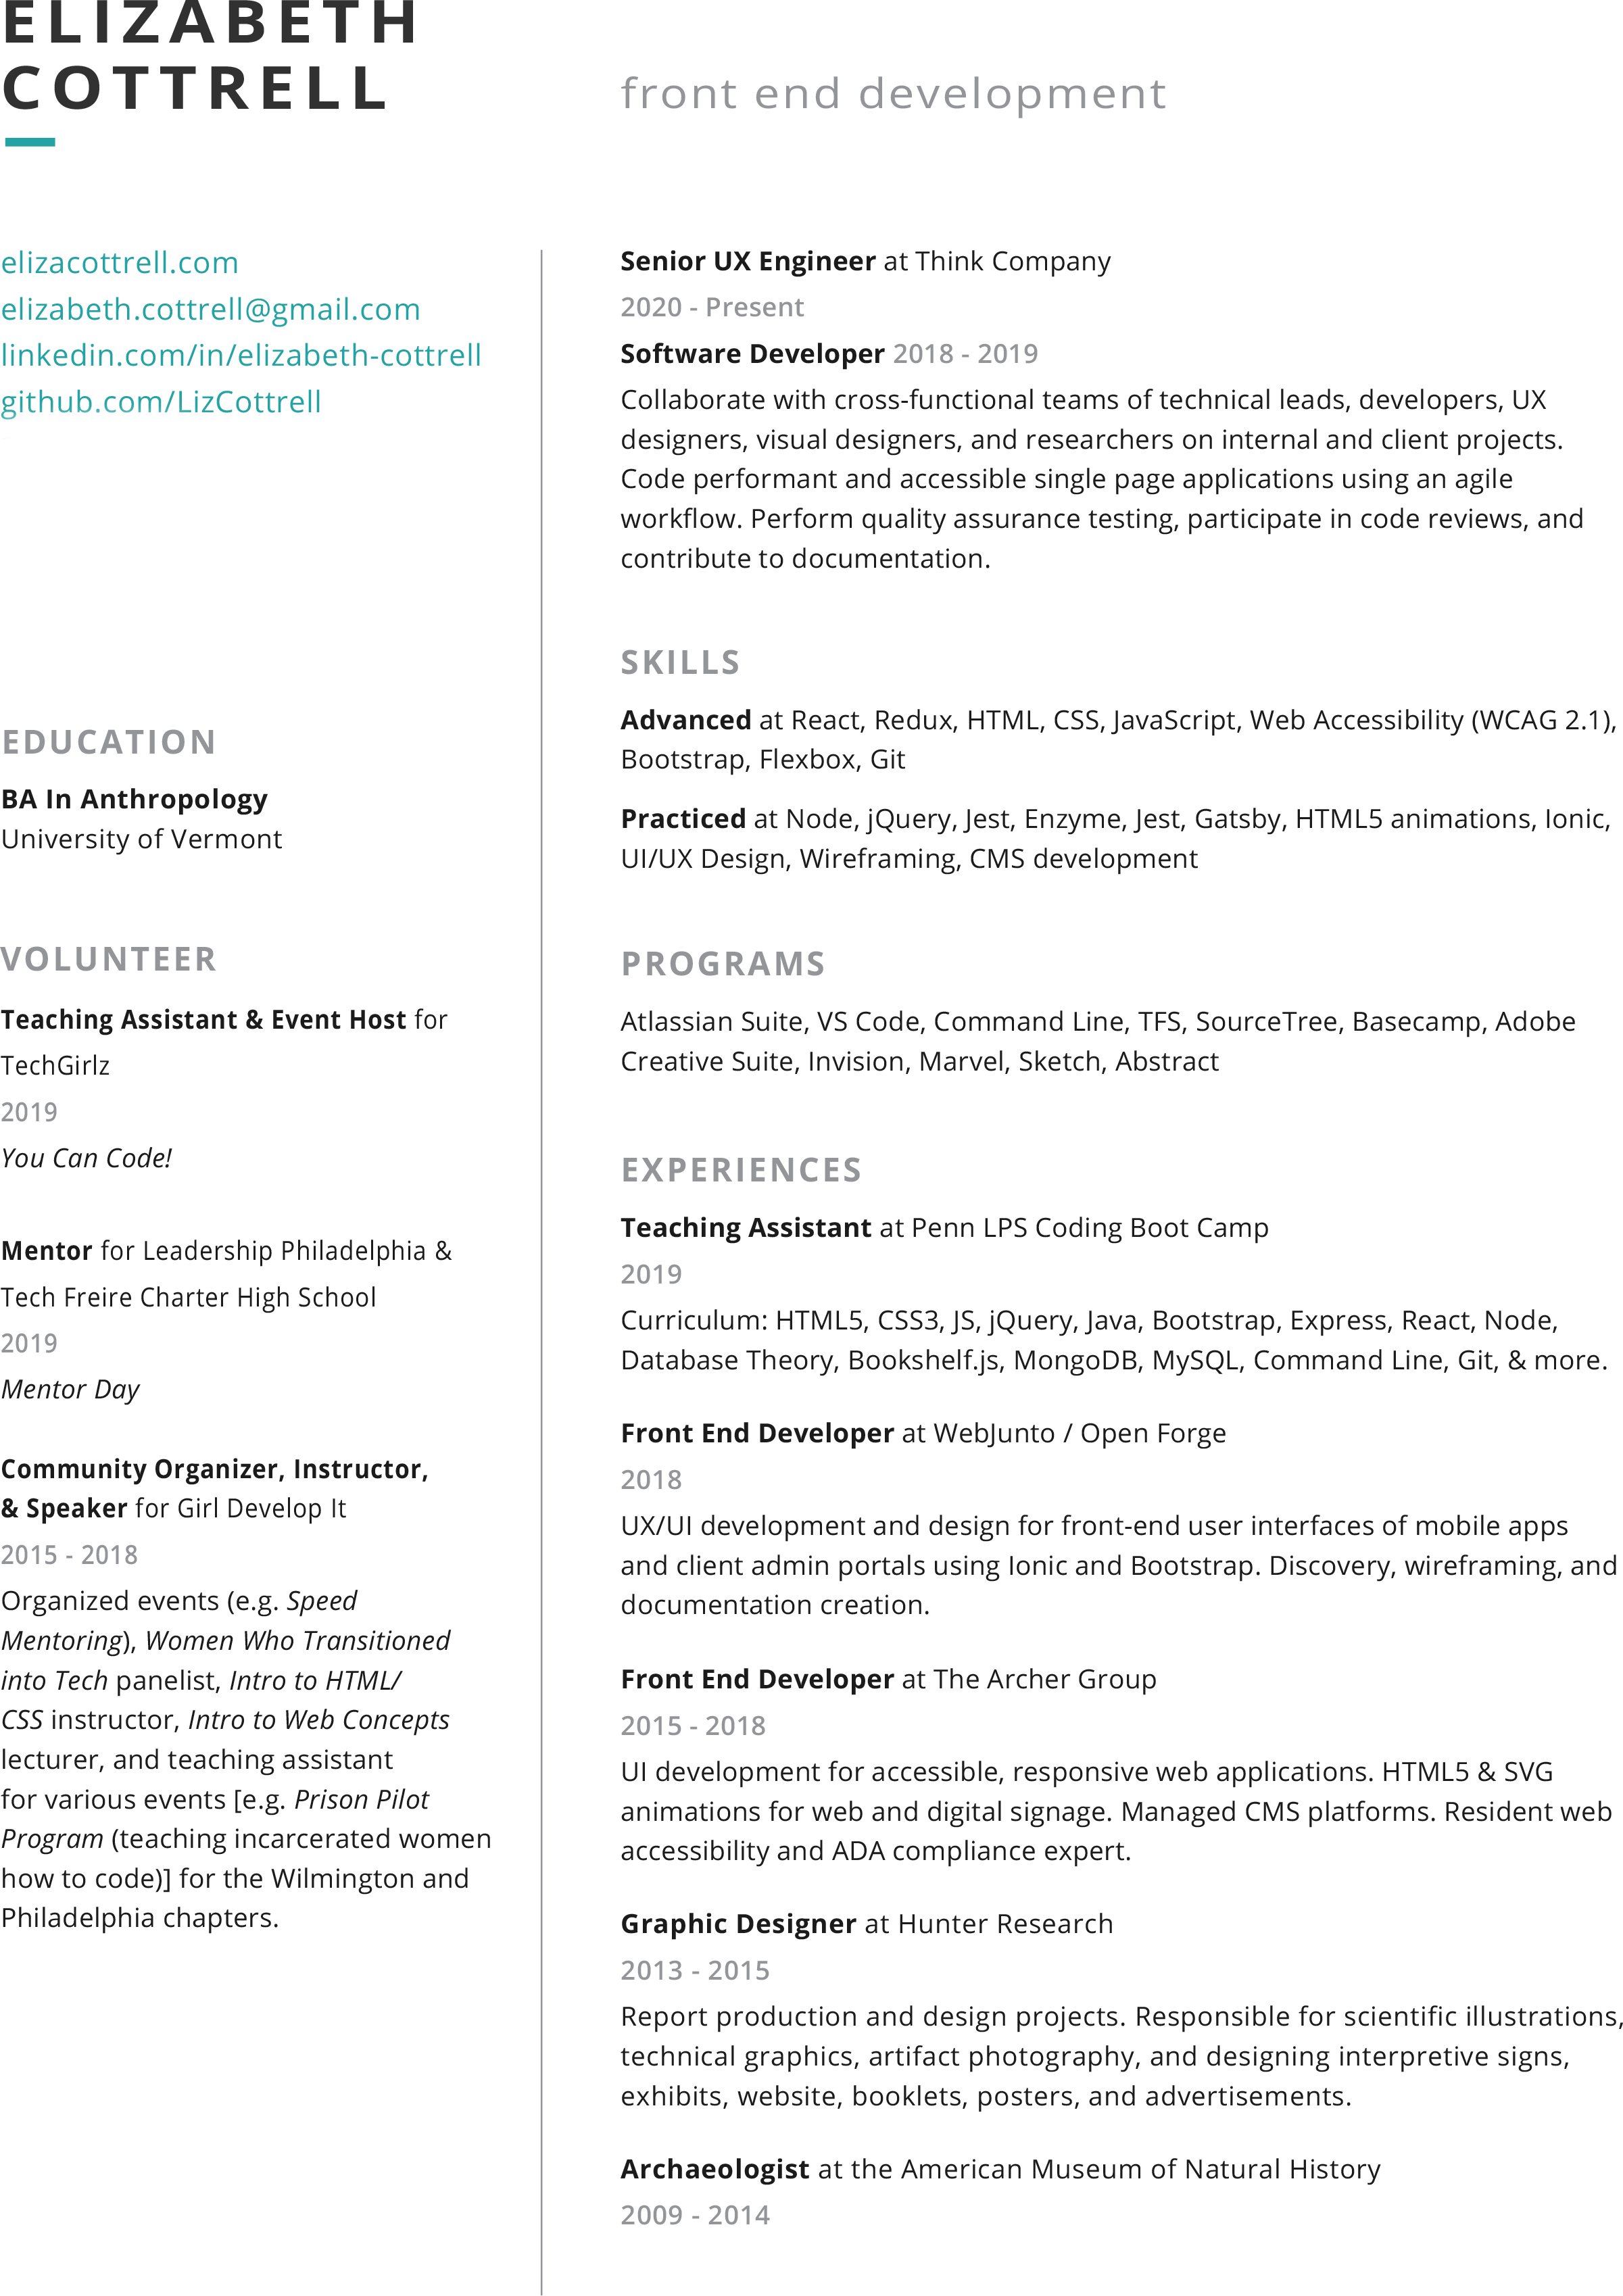 ELIZABETH
COTTRELL
front end development
elizacottrell.com
elizabeth.cottrell@gmail.com
linkedin.com/in/elizabeth-cottrell
github.com/LizCottrell
EDUCATION
BA In Anthropology
University of Vermont
VOLUNTEER
Teaching Assistant & Event Host for
TechGirlz
2019
You Can Code!
Mentor for Leadership Philadelphia &
Tech Freire Charter High School
2019
Mentor Day
Community Organizer, Instructor,
& Speaker for Girl Develop It
2015 - 2018
Organized events (e.g. Speed
Mentoring), Women Who Transitioned
into Tech panelist, Intro to HTML/
CSS instructor, Intro to Web Concepts
lecturer, and teaching assistant
for various events [e.g. Prison Pilot
Program (teaching incarcerated women
how to code)] for the Wilmington and
Philadelphia chapters.
Senior UX Engineer at Think Company
2020 - Present
Software Developer 2018 - 2019
Collaborate with cross-functional teams of technical leads, developers, UX
designers, visual designers, and researchers on internal and client projects.
Code performant and accessible single page applications using an agile
workflow. Perform quality assurance testing, participate in code reviews, and
contribute to documentation.
SKILLS
Advanced at React, Redux, HTML, CSS, JavaScript, Web Accessibility (WCAG 2.1),
Bootstrap, Flexbox, Git
Practiced at Node, jQuery, Jest, Enzyme, Jest, Gatsby, HTML5 animations, Ionic,
UI/UX Design, Wireframing, CMS development
PROGRAMS
Atlassian Suite, VS Code, Command Line, TFS, SourceTree, Basecamp, Adobe
Creative Suite, Invision, Marvel, Sketch, Abstract
EXPERIENCES
Teaching Assistant at Penn LPS Coding Boot Camp
2019
Curriculum: HTML5, CSS3, JS, jQuery, Java, Bootstrap, Express, React, Node,
Database Theory, Bookshelf.js, MongoDB, MySQL, Command Line, Git, & more.
Front End Developer at WebJunto / Open Forge
2018
UX/UI development and design for front-end user interfaces of mobile apps
and client admin portals using Ionic and Bootstrap. Discovery, wireframing, and
documentation creation.
Front End Developer at The Archer Group
2015 - 2018
UI development for accessible, responsive web applications. HTML5 & SVG
animations for web and digital signage. Managed CMS platforms. Resident web
accessibility and ADA compliance expert.
Graphic Designer at Hunter Research
2013 - 2015
Report production and design projects. Responsible for scientific illustrations,
technical graphics, artifact photography, and designing interpretive signs,
exhibits, website, booklets, posters, and advertisements.
Archaeologist at the American Museum of Natural History
2009 - 2014